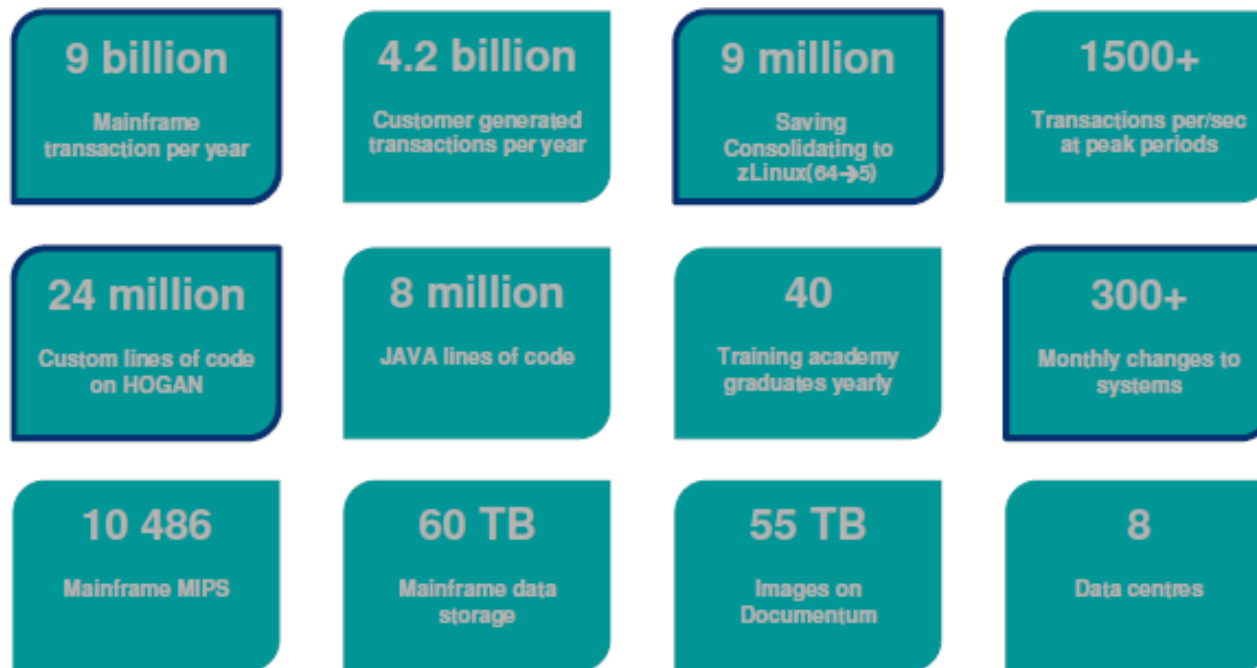 9 billion
Mainframe
transaction per year
4.2 billion
Customer generated
transactions per year
9 million
Saving
Consolidating to
zLinux(64→5)
1500+
Transactions per/sec
at peak periods
24 million
Custom lines of code
on HOGAN
8 million
JAVA lines of code
40
Training academy
graduates yearly
300+
Monthly changes to
systems
10 486
Mainframe MIPS
60 TB
Mainframe data
storage
55 TB
Images on
Documentum
8
Data centres